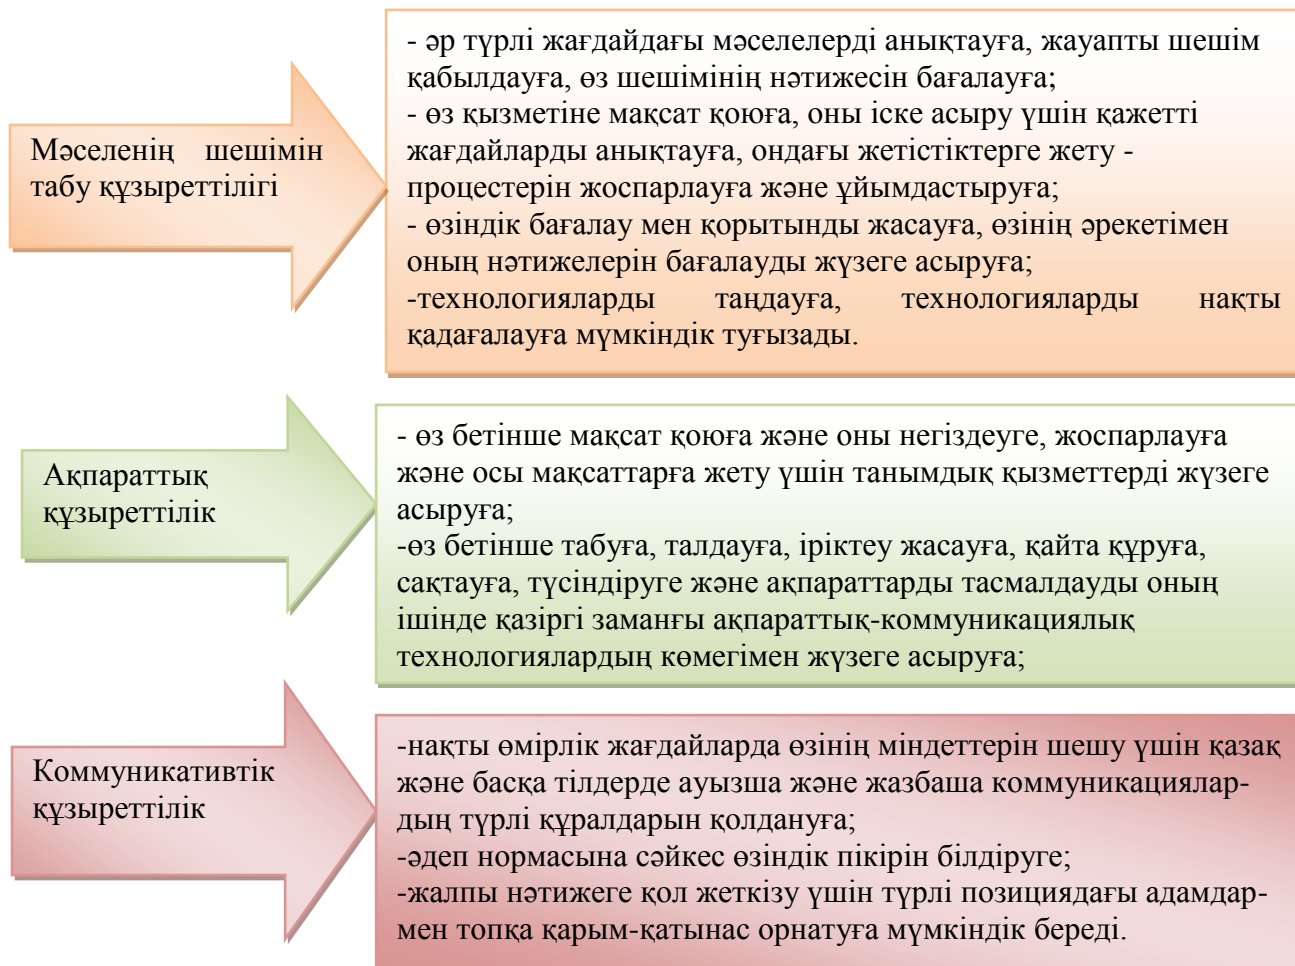 Мәселенің шешімін
табу құзыреттілігі
- әр түрлі жағдайдағы мәселелерді анықтауға, жауапты шешім
қабылдауға, өз шешімінің нәтижесін бағалауға;
- өз қызметіне мақсат қоюға, оны іске асыру үшін қажетті
жағдайларды анықтауға, ондағы жетістіктерге жету -
процестерін жоспарлауға және ұйымдастыруға;
- өзіндік бағалау мен қорытынды жасауға, өзінің әрекетімен
оның нәтижелерін бағалауды жүзеге асыруға;
-технологияларды таңдауға, технологияларды нақты
қадағалауға мүмкіндік туғызады.
Ақпараттық
құзыреттілік
- өз бетінше мақсат қоюға және оны негіздеуге, жоспарлауға
және осы мақсаттарға жету үшін танымдық қызметтерді жүзеге
асыруға;
-өз бетінше табуға, талдауға, іріктеу жасауға, қайта құруға,
сақтауға, түсіндіруге және ақпараттарды тасмалдауды оның
ішінде қазіргі заманғы ақпараттық-коммуникациялық
технологиялардың көмегімен жүзеге асыруға;
Коммуникативтік
құзыреттілік
-нақты өмірлік жағдайларда өзінің міндеттерін шешу үшін қазақ
және басқа тілдерде ауызша және жазбаша коммуникациялар-
дың түрлі құралдарын қолдануға;
-әдеп нормасына сәйкес өзіндік пікірін білдіруге;
-жалпы нәтижеге қол жеткізу үшін түрлі позициядағы адамдар-
мен топқа қарым-қатынас орнатуға мүмкіндік береді.